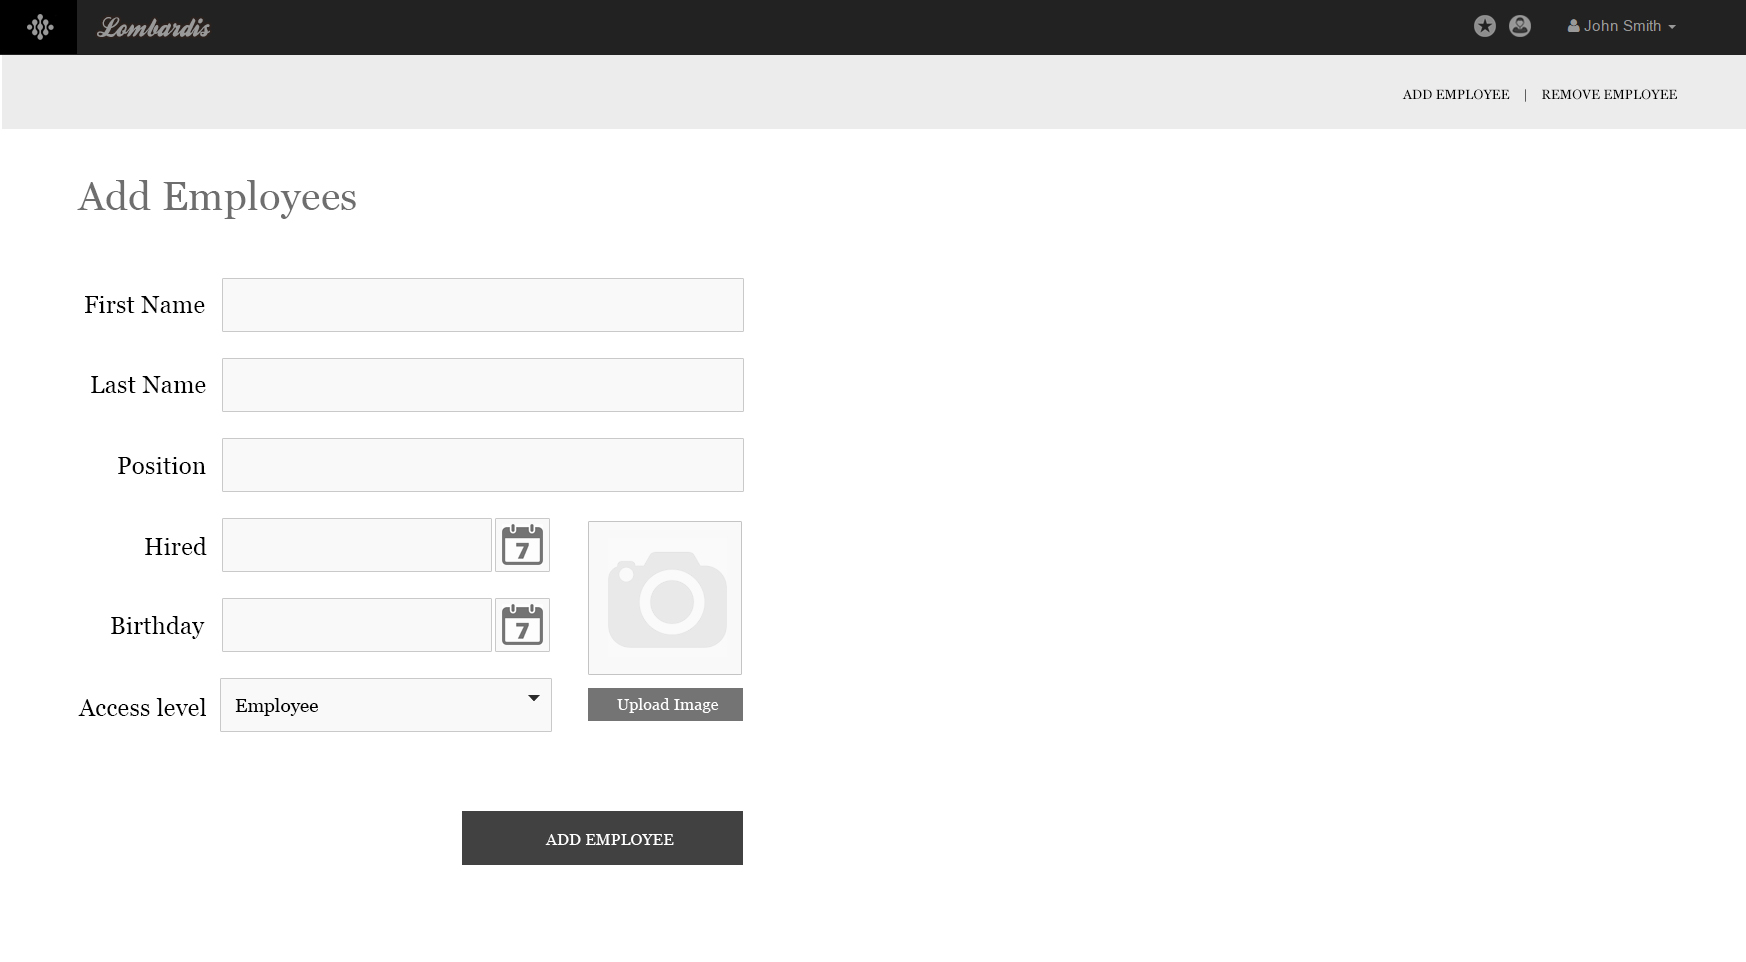 Lombardis
John Smith
ADD EMPLOYEE | REMOVE EMPLOYEE
Add Employees
First Name
Last Name
Position
Hired
7
Birthday
7
Access level
Employee
Upload Image
ADD EMPLOYEE